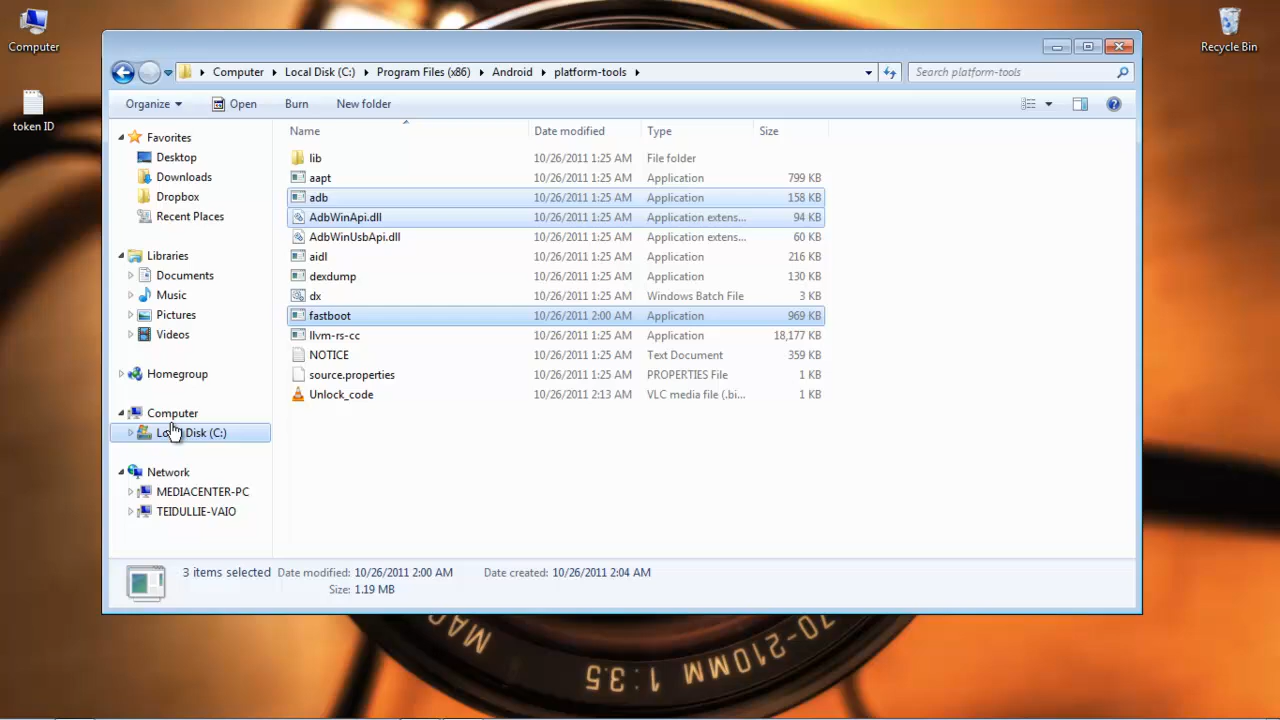 Computer
Recycle Bin
token ID
Computer Local Disk (C:) Program Files (x86) Android platform-tools
Search platform-tools
Organize Open Burn New folder
Favorites
Desktop
Downloads
Dropbox
Recent Places
Libraries
Documents
Music
Pictures
Videos
Homegroup
Computer
Local Disk (C:)
Network
MEDIACENTER-PC
TEIDULLIE-VAIO
Name Date modified Type Size
lib 10/26/2011 1:25 AM File folder
aapt 10/26/2011 1:25 AM Application 799 KB
adb 10/26/2011 1:25 AM Application 158 KB
AdbWinApi.dll 10/26/2011 1:25 AM Application extens... 94 KB
AdbWinUsbApi.dll 10/26/2011 1:25 AM Application extens... 60 KB
aidl 10/26/2011 1:25 AM Application 216 KB
dexdump 10/26/2011 1:25 AM Application 130 KB
dx 10/26/2011 1:25 AM Windows Batch File 3 KB
fastboot 10/26/2011 2:00 AM Application 969 KB
llvm-rs-cc 10/26/2011 1:25 AM Application 18,177 KB
NOTICE 10/26/2011 1:25 AM Text Document 359 KB
source.properties 10/26/2011 1:25 AM PROPERTIES File 1 KB
Unlock_code 10/26/2011 2:13 AM VLC media file (.bi... 1 KB
3 items selected Date modified: 10/26/2011 2:00 AM Date created: 10/26/2011 2:04 AM
Size: 1.19 MB
70-210MM 1:3.5